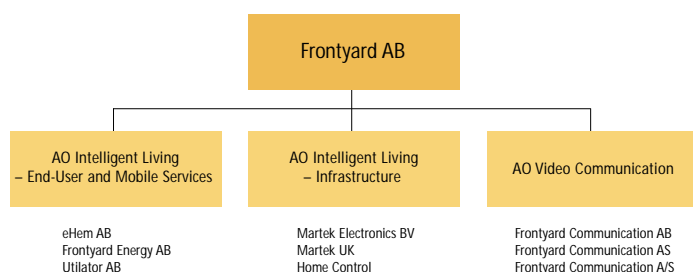 Frontyard AB
AO Intelligent Living
– End-User and Mobile Services
AO Intelligent Living
– Infrastructure
AO Video Communication
eHem AB
Frontyard Energy AB
Utilator AB
Martek Electronics BV
Martek UK
Home Control
Frontyard Communication AB
Frontyard Communication AS
Frontyard Communication A/S